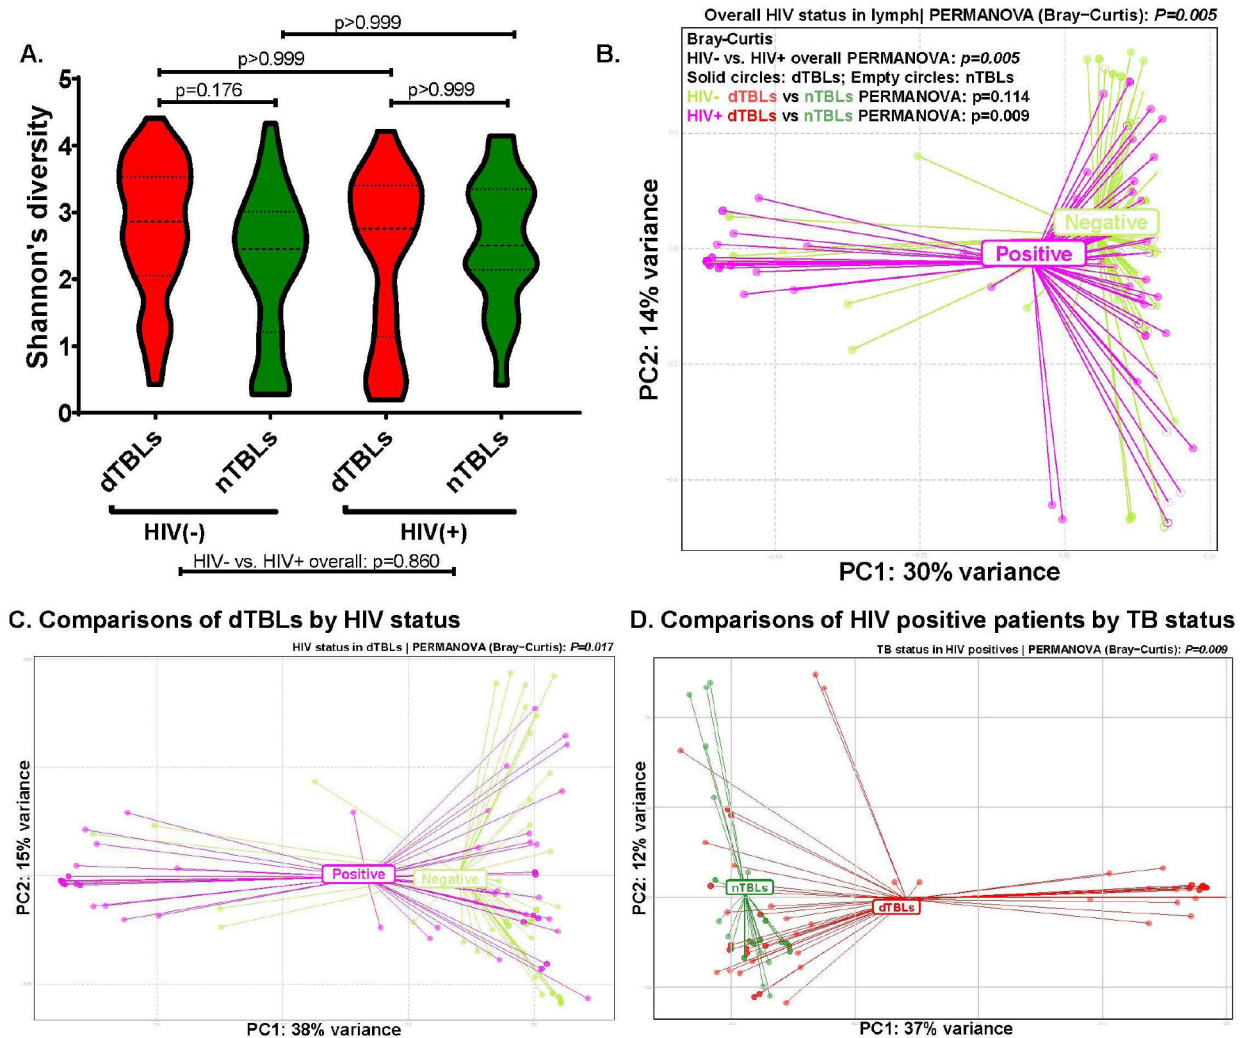 A.
p>0.999
p>0.999
p=0.176
p>0.999
Shannon's diversity
5
4
3
2
1
0
dTBLs
nTBLs
dTBLs
nTBLs
HIV(-)
HIV(+)
HIV- vs. HIV+ overall: p=0.860
B.
Overall HIV status in lymph| PERMANOVA (Bray−Curtis): P=0.005
Bray-Curtis
HIV- vs. HIV+ overall PERMANOVA: p=0.005
Solid circles: dTBLs; Empty circles: nTBLs
HIV- dTBLs vs nTBLs PERMANOVA: p=0.114
HIV+ dTBLs vs nTBLs PERMANOVA: p=0.009
Negative
Positive
PC2: 14% variance
PC1: 30% variance
C. Comparisons of dTBLs by HIV status
HIV status in dTBLs | PERMANOVA (Bray−Curtis): P=0.017
Positive
Negative
PC2: 15% variance
PC1: 38% variance
D. Comparisons of HIV positive patients by TB status
TB status in HIV positives | PERMANOVA (Bray−Curtis): P=0.009
nTBLs
dTBLs
PC2: 12% variance
PC1: 37% variance